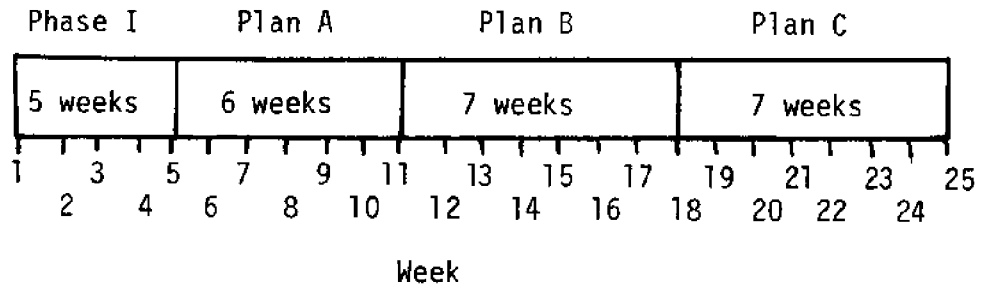 Phase I Plan A Plan B Plan C
5 weeks 6 weeks 7 weeks 7 weeks
1 3 5 7 9 11 13 15 17 19 21 23 25
2 4 6 8 10 12 14 16 18 20 22 24
Week